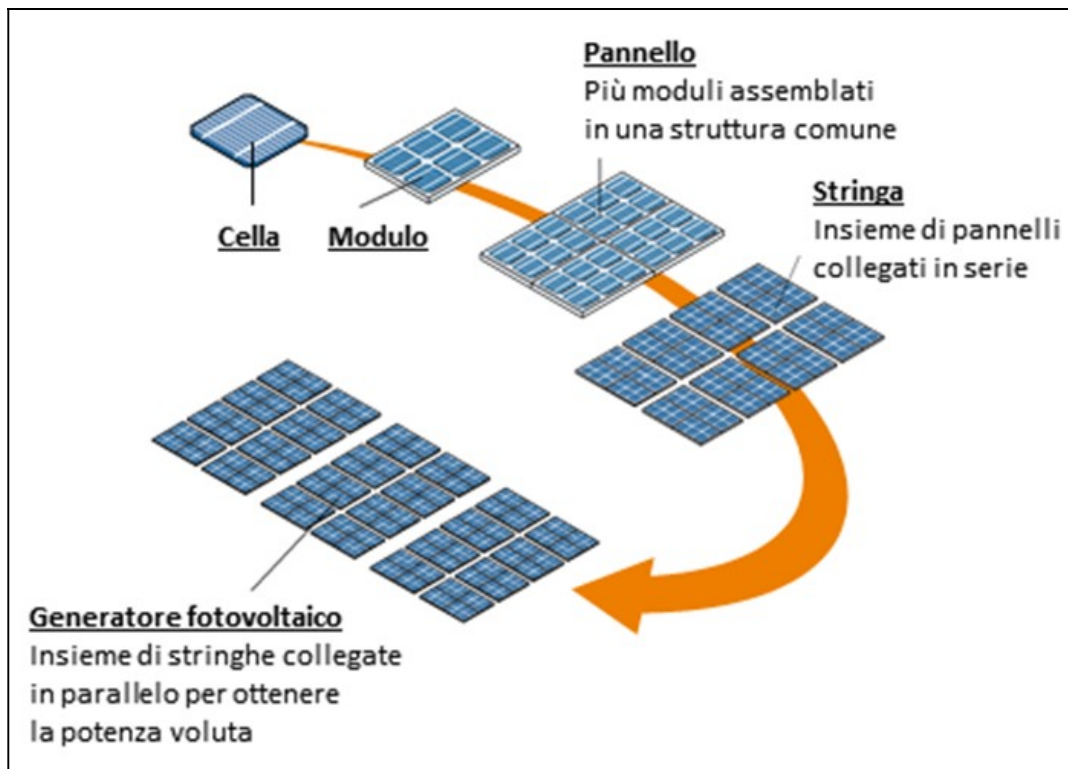 Pannello
Più moduli assemblati
in una struttura comune
Stringa
Insieme di pannelli
collegati in serie
Cella
Modulo
Generatore fotovoltaico
Insieme di stringhe collegate
in parallelo per ottenere
la potenza voluta